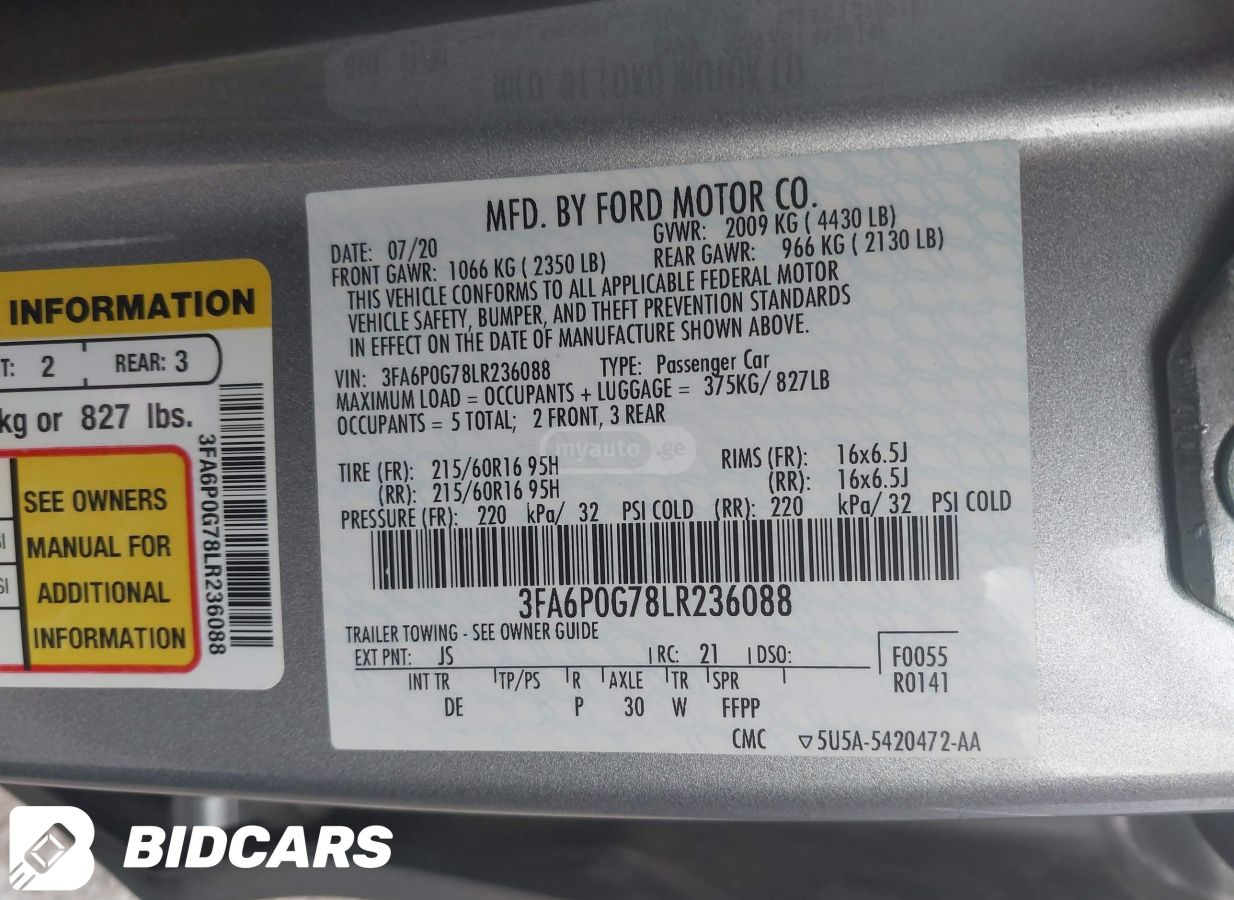 MFD. BY FORD MOTOR CO.
DATE: 07/20 GVWR: 2009 KG ( 4430 LB)
FRONT GAWR: 1066 KG ( 2350 LB) REAR GAWR: 966 KG ( 2130 LB)
THIS VEHICLE CONFORMS TO ALL APPLICABLE FEDERAL MOTOR
VEHICLE SAFETY, BUMPER, AND THEFT PREVENTION STANDARDS
IN EFFECT ON THE DATE OF MANUFACTURE SHOWN ABOVE.
VIN: 3FA6P0G78LR236088 TYPE: Passenger Car
MAXIMUM LOAD = OCCUPANTS + LUGGAGE = 375KG/ 827LB
OCCUPANTS = 5 TOTAL; 2 FRONT, 3 REAR
myauto.ge
TIRE (FR): 215/60R16 95H RIMS (FR): 16x6.5J
(RR): 215/60R16 95H (RR): 16x6.5J
PRESSURE (FR): 220 kPa/ 32 PSI COLD (RR): 220 kPa/ 32 PSI COLD
3FA6P0G78LR236088
TRAILER TOWING - SEE OWNER GUIDE
EXT PNT: JS RC: 21 DSO: F0055
INT TR TP/PS R AXLE TR SPR R0141
DE P 30 W FFPP
CMC ▽5U5A-5420472-AA
INFORMATION
T: 2 REAR: 3
kg or 827 lbs.
SEE OWNERS
MANUAL FOR
ADDITIONAL
INFORMATION
3FA6P0G78LR236088
BIDCARS